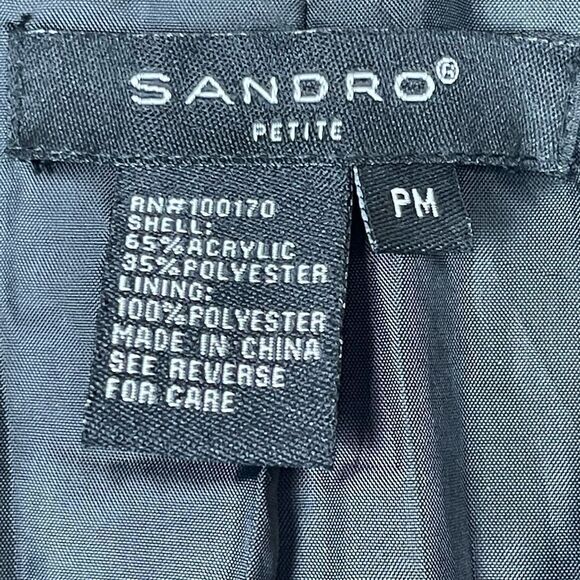 SANDRO®
PETITE
PM
RN#100170
SHELL:
65%ACRYLIC
35%POLYESTER
LINING:
100%POLYESTER
MADE IN CHINA
SEE REVERSE
FOR CARE